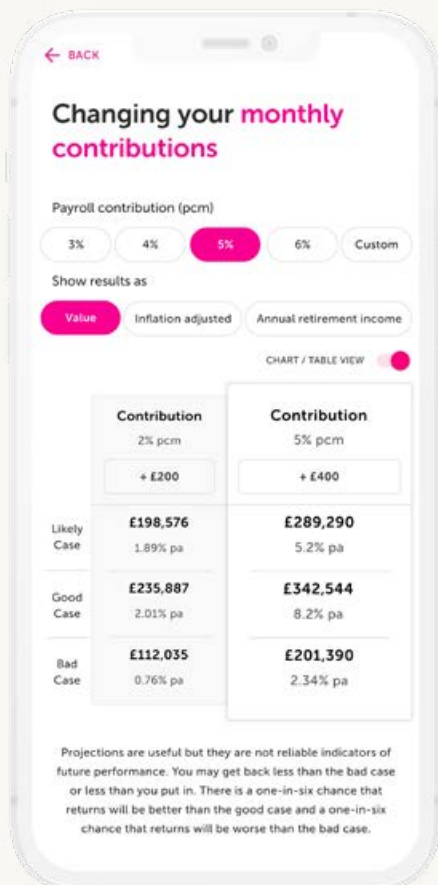 ← BACK
Changing your monthly
contributions
Payroll contribution (pcm)
3% 4% 5% 6% Custom
Show results as
Value Inflation adjusted Annual retirement income
CHART / TABLE VIEW
Contribution Contribution
2% pcm 5% pcm
+ £200 + £400
Likely Case £198,576 £289,290
1.89% pa 5.2% pa
Good Case £235,887 £342,544
2.01% pa 8.2% pa
Bad Case £112,035 £201,390
0.76% pa 2.34% pa
Projections are useful but they are not reliable indicators of
future performance. You may get back less than the bad case
or less than you put in. There is a one-in-six chance that
returns will be better than the good case and a one-in-six
chance that returns will be worse than the bad case.